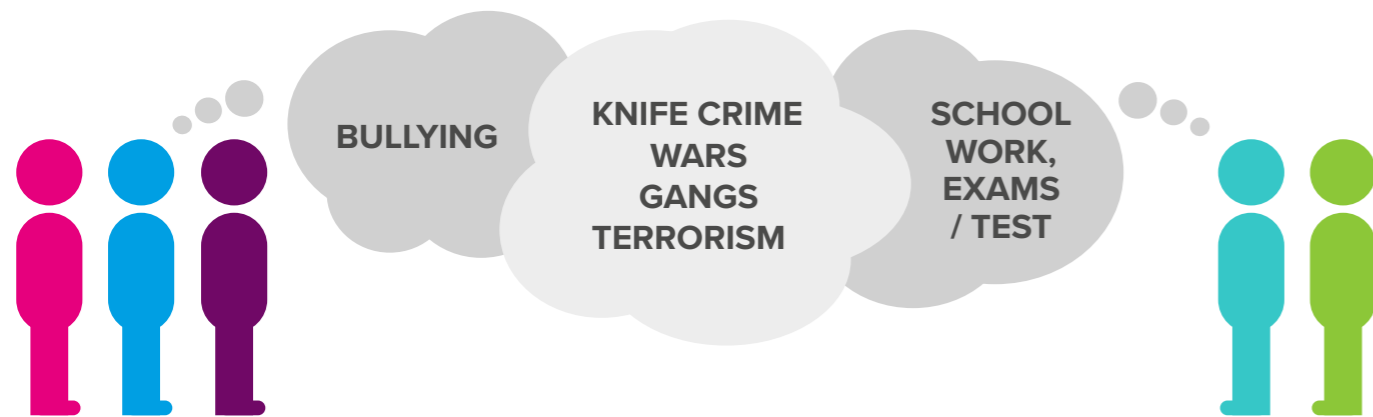 BULLYING
KNIFE CRIME
WARS
GANGS
TERRORISM
SCHOOL
WORK,
EXAMS
/ TEST